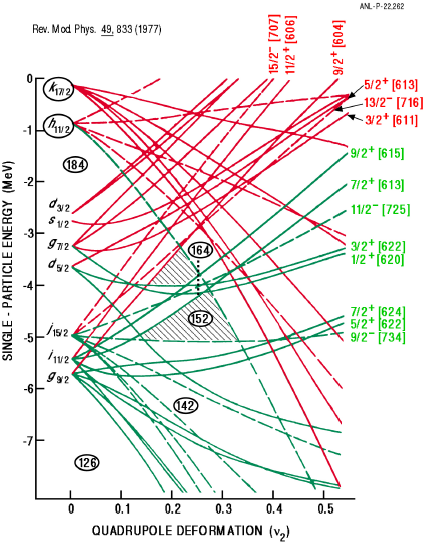 ANL-P-22,262
Rev. Mod. Phys. 49, 833 (1977)
15/2⁻ [707]
11/2⁺ [606]
9/2⁺ [604]
0
-1
-2
-3
-4
-5
-6
-7
SINGLE - PARTICLE ENERGY (MeV)
k17/2
h11/2
184
d3/2
s1/2
g7/2
d5/2
j15/2
i11/2
g9/2
126
142
152
164
5/2⁺ [613]
13/2⁻ [716]
3/2⁺ [611]
9/2⁺ [615]
7/2⁺ [613]
11/2⁻ [725]
3/2⁺ [622]
1/2⁺ [620]
7/2⁺ [624]
5/2⁺ [622]
9/2⁻ [734]
0 0.1 0.2 0.3 0.4 0.5
QUADRUPOLE DEFORMATION (ν₂)